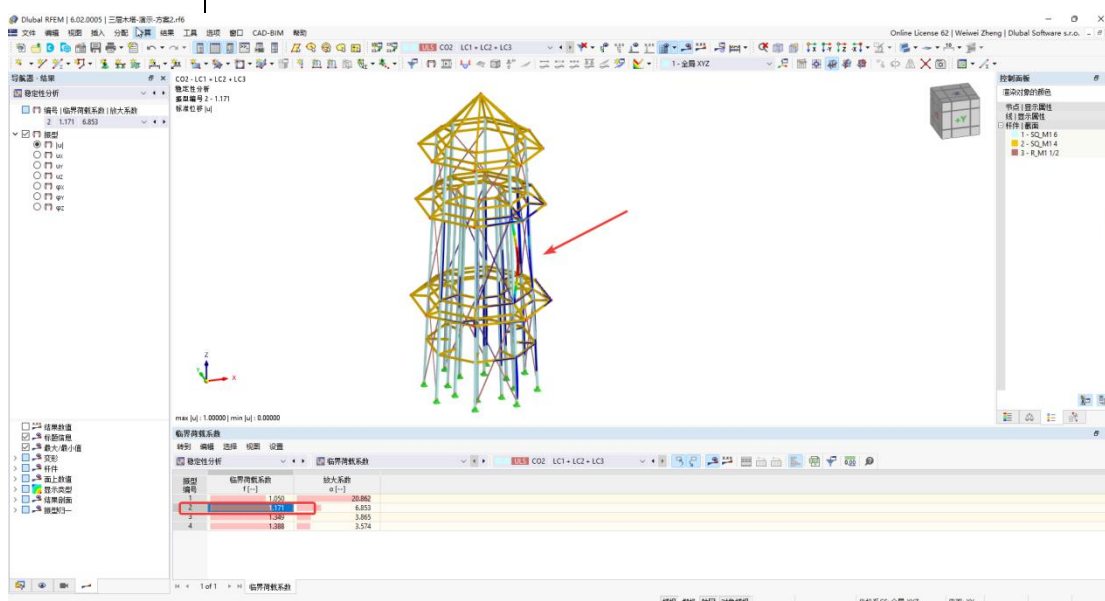 Dlubal RFEM | 6.02.0005 | 三层木塔-演示-方案2.rf6
文件 编辑 视图 插入 分配 计算 结果 工具 选项 窗口 CAD-BIM 帮助
Online License 62 | Weiwei Zheng | Dlubal Software s.r.o.
ULS CO2 LC1 + LC2 + LC3
1 - 全局 XYZ
导航器 - 结果
稳定性分析
编号 | 临界荷载系数 | 放大系数
2 1.171 6.853
振型
|u|
uX
uY
uZ
φX
φY
φZ
结果数值
标题信息
最大/最小值
变形
杆件
面上数值
显示类型
结果剖面
振型归一
CO2 - LC1 + LC2 + LC3
稳定性分析
振型编号 2 - 1.171
标准位移 |u|
+Y
Z
X
max |u| : 1.00000 | min |u| : 0.00000
控制面板
渲染对象的颜色
节点 | 显示属性
线 | 显示属性
杆件 | 截面
1 - SQ_M1 6
2 - SQ_M1 4
3 - R_M1 1/2
临界荷载系数
转到 编辑 选择 视图 设置
稳定性分析 临界荷载系数 ULS CO2 LC1 + LC2 + LC3
振型 临界荷载系数 放大系数
编号 f [--] α [--]
1 1.050 20.862
2 1.171 6.853
3 1.349 3.865
4 1.388 3.574
1 of 1 临界荷载系数